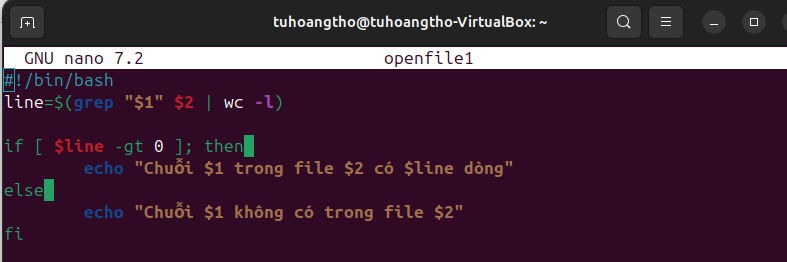 tuhoangtho@tuhoangtho-VirtualBox: ~
GNU nano 7.2 openfile1
#!/bin/bash
line=$(grep "$1" $2 | wc -l)
if [ $line -gt 0 ]; then
echo "Chuỗi $1 trong file $2 có $line dòng"
else
echo "Chuỗi $1 không có trong file $2"
fi